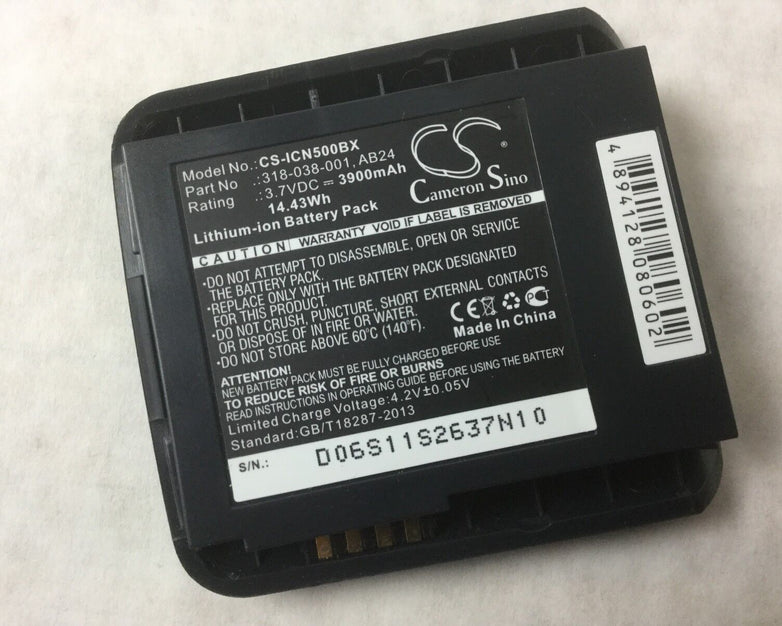 Model No.:CS-ICN500BX
Part No .:318-038-001, AB24
Rating .:3.7VDC ⎓ 3900mAh
14.43Wh
Lithium-ion Battery Pack
CS
®
Cameron Sino
CAUTION WARRANTY VOID IF LABEL IS REMOVED
·DO NOT ATTEMPT TO DISASSEMBLE, OPEN OR SERVICE
THE BATTERY PACK.
·REPLACE ONLY WITH THE BATTERY PACK DESIGNATED
FOR THIS PRODUCT.
·DO NOT CRUSH, PUNCTURE, SHORT EXTERNAL CONTACTS
OR DISPOSE OF IN FIRE OR WATER.
·DO NOT STORE ABOVE 60°C (140°F).
CE
Made In China
ATTENTION!
NEW BATTERY PACK MUST BE FULLY CHARGED BEFORE USE
TO REDUCE RISK OF FIRE OR BURNS
READ INSTRUCTIONS IN OPERATING GUIDE BEFORE USING THE BATTERY
Limited Charge Voltage:4.2V±0.05V
Standard:GB/T18287-2013
S/N.: D06S11S2637N10
4 894128 080602